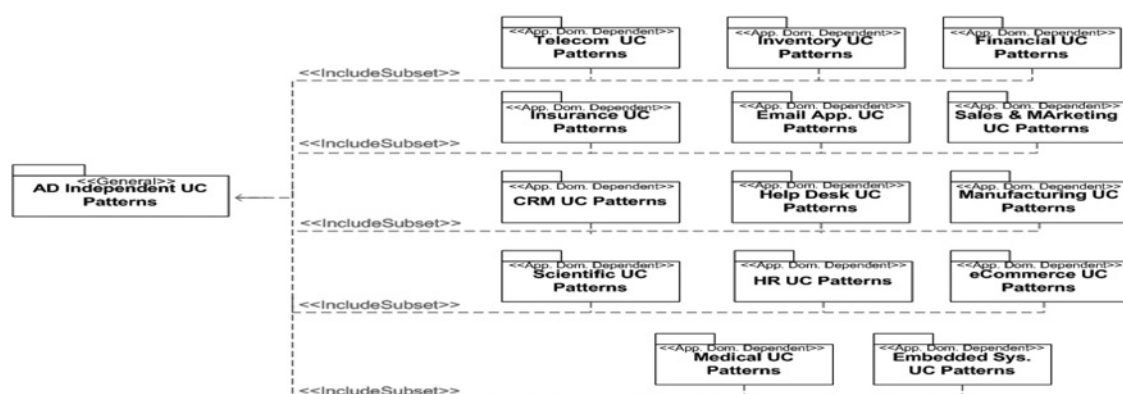 <<App. Dom. Dependent>> <<App. Dom. Dependent>> <<App. Dom. Dependent>>
Telecom UC Inventory UC Financial UC
Patterns Patterns Patterns
<<IncludeSubset>>
<<App. Dom. Dependent>> <<App. Dom. Dependent>> <<App. Dom. Dependent>>
Insurance UC Email App. UC Sales & MArketing
Patterns Patterns UC Patterns
<<IncludeSubset>>
<<General>>
AD Independent UC
Patterns
<<App. Dom. Dependent>> <<App. Dom. Dependent>> <<App. Dom. Dependent>>
CRM UC Patterns Help Desk UC Manufacturing UC
Patterns Patterns
<<IncludeSubset>>
<<App. Dom. Dependent>> <<App. Dom. Dependent>> <<App. Dom. Dependent>>
Scientific UC HR UC Patterns eCommerce UC
Patterns Patterns
<<IncludeSubset>>
<<App. Dom. Dependent>> <<App. Dom. Dependent>>
Medical UC Embedded Sys.
Patterns UC Patterns
<<IncludeSubset>>